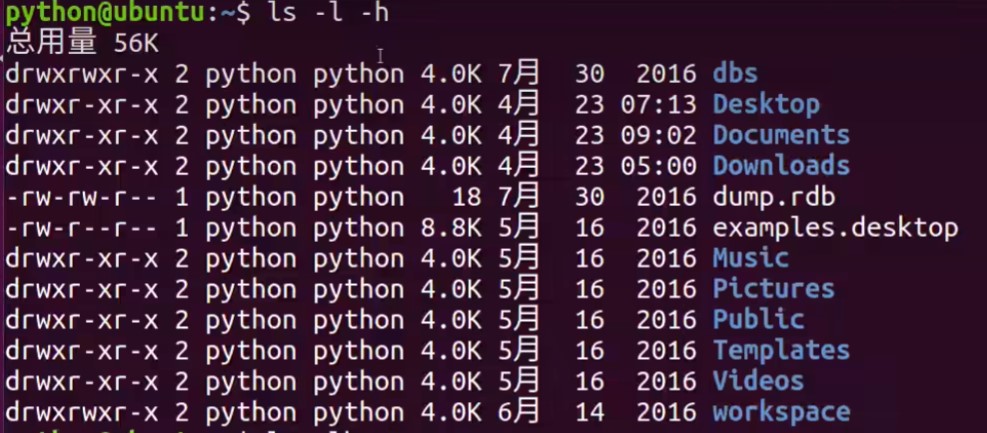 python@ubuntu:~$ ls -l -h
总用量 56K
drwxrwxr-x 2 python python 4.0K 7月  30  2016 dbs
drwxr-xr-x 2 python python 4.0K 4月  23 07:13 Desktop
drwxr-xr-x 2 python python 4.0K 4月  23 09:02 Documents
drwxr-xr-x 2 python python 4.0K 4月  23 05:00 Downloads
-rw-rw-r-- 1 python python   18 7月  30  2016 dump.rdb
-rw-r--r-- 1 python python 8.8K 5月  16  2016 examples.desktop
drwxr-xr-x 2 python python 4.0K 5月  16  2016 Music
drwxr-xr-x 2 python python 4.0K 5月  16  2016 Pictures
drwxr-xr-x 2 python python 4.0K 5月  16  2016 Public
drwxr-xr-x 2 python python 4.0K 5月  16  2016 Templates
drwxr-xr-x 2 python python 4.0K 5月  16  2016 Videos
drwxrwxr-x 2 python python 4.0K 6月  14  2016 workspace